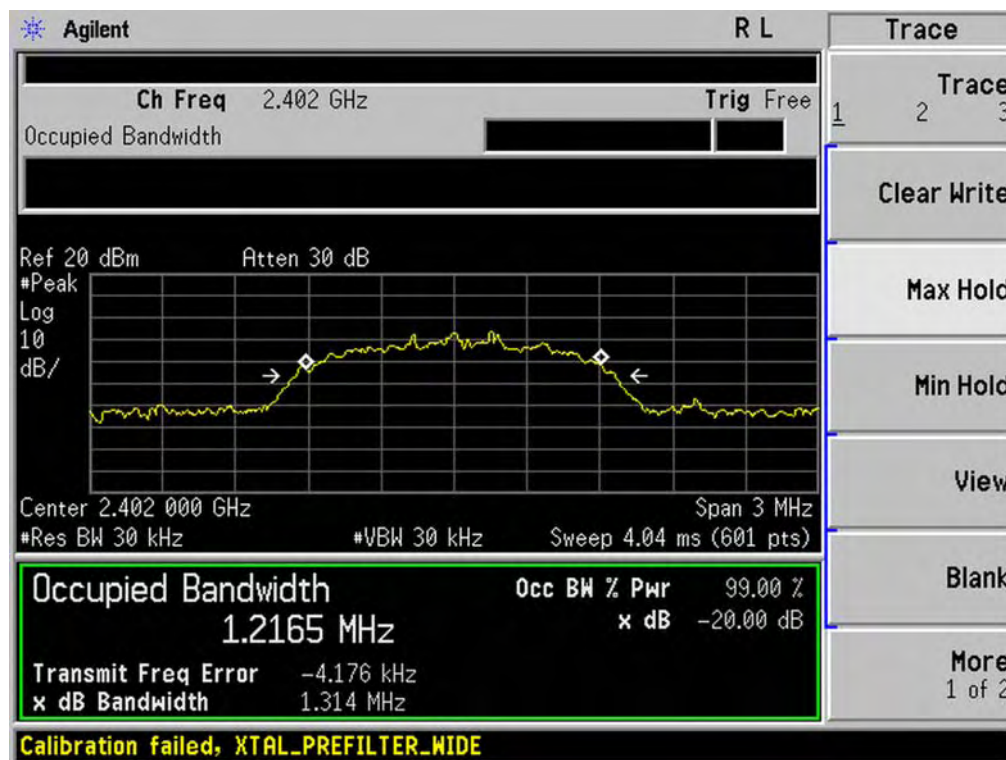 Agilent R L Trace
Ch Freq 2.402 GHz Trig Free
Occupied Bandwidth
Trace
1 2 3
Clear Write
Max Hold
Min Hold
View
Blank
More
1 of 2
Ref 20 dBm Atten 30 dB
#Peak
Log
10
dB/
Center 2.402 000 GHz Span 3 MHz
#Res BW 30 kHz #VBW 30 kHz Sweep 4.04 ms (601 pts)
Occupied Bandwidth Occ BW % Pwr 99.00 %
1.2165 MHz x dB -20.00 dB
Transmit Freq Error -4.176 kHz
x dB Bandwidth 1.314 MHz
Calibration failed, XTAL_PREFILTER_WIDE